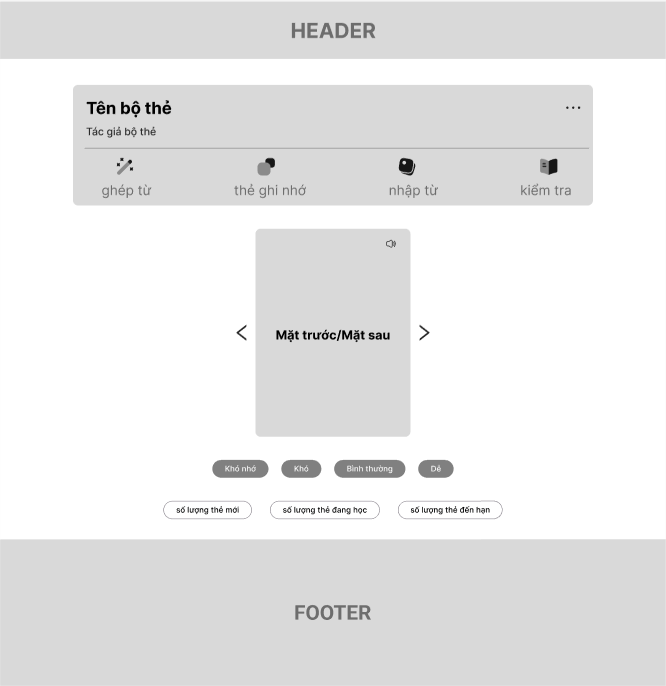 HEADER
Tên bộ thẻ
...
Tác giả bộ thẻ
ghép từ
thẻ ghi nhớ
nhập từ
kiểm tra
Mặt trước/Mặt sau
Khó nhớ
Khó
Bình thường
Dễ
số lượng thẻ mới
số lượng thẻ đang học
số lượng thẻ đến hạn
FOOTER